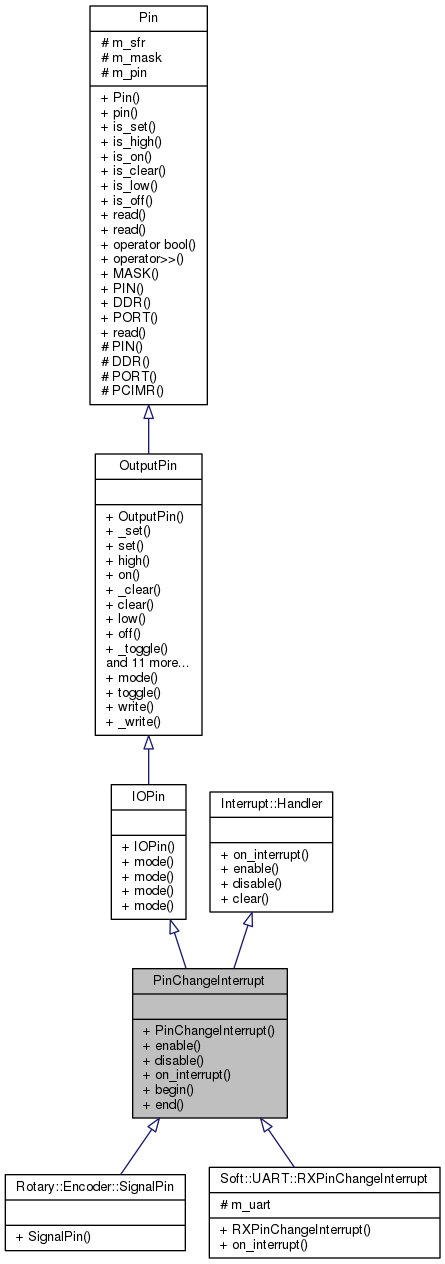 Pin
# m_sfr
# m_mask
# m_pin
+ Pin()
+ pin()
+ is_set()
+ is_high()
+ is_on()
+ is_clear()
+ is_low()
+ is_off()
+ read()
+ read()
+ operator bool()
+ operator>>()
+ MASK()
+ PIN()
+ DDR()
+ PORT()
+ read()
# PIN()
# DDR()
# PORT()
# PCIMR()
OutputPin
+ OutputPin()
+ _set()
+ set()
+ high()
+ on()
+ _clear()
+ clear()
+ low()
+ off()
+ _toggle()
and 11 more...
+ mode()
+ toggle()
+ write()
+ _write()
IOPin
+ IOPin()
+ mode()
+ mode()
+ mode()
+ mode()
Interrupt::Handler
+ on_interrupt()
+ enable()
+ disable()
+ clear()
PinChangeInterrupt
+ PinChangeInterrupt()
+ enable()
+ disable()
+ on_interrupt()
+ begin()
+ end()
Rotary::Encoder::SignalPin
+ SignalPin()
Soft::UART::RXPinChangeInterrupt
# m_uart
+ RXPinChangeInterrupt()
+ on_interrupt()